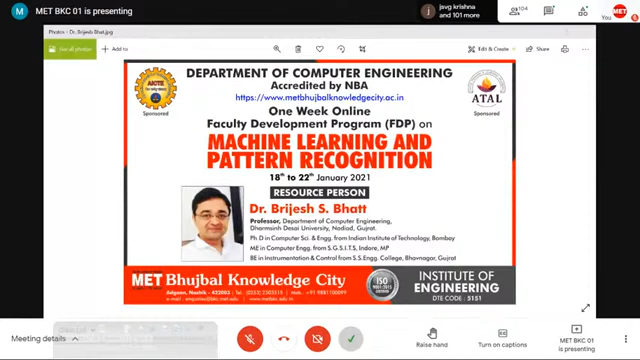 MET BKC 01 is presenting
jsvg krishna
and 101 more
104
You
Photos - Dr. Brijesh Bhatt.jpg
See all photos
Add to
Edit & Create
Share
DEPARTMENT OF COMPUTER ENGINEERING
Accredited by NBA
https://www.metbhujbalknowledgecity.ac.in
AICTE
Sponsored
ATAL
Sponsored
One Week Online
Faculty Development Program (FDP) on
MACHINE LEARNING AND
PATTERN RECOGNITION
18th to 22th January 2021
RESOURCE PERSON
Dr. Brijesh S. Bhatt
Professor, Department of Computer Engineering,
Dharmsinh Desai University, Nadiad, Gujrat.
Ph.D in Computer Sci & Engg. from Indian Institute of Technology, Bombay
ME in Computer Engg. from S.G.S.I.T.S, Indore, MP
BE in Instrumentation & Control from S.S.Engg. College, Bhavnagar, Gujrat
MET Bhujbal Knowledge City
ISO
INSTITUTE OF
ENGINEERING
DTE CODE : 5151
Meeting details
Raise hand
Turn on captions
MET BKC 01
is presenting